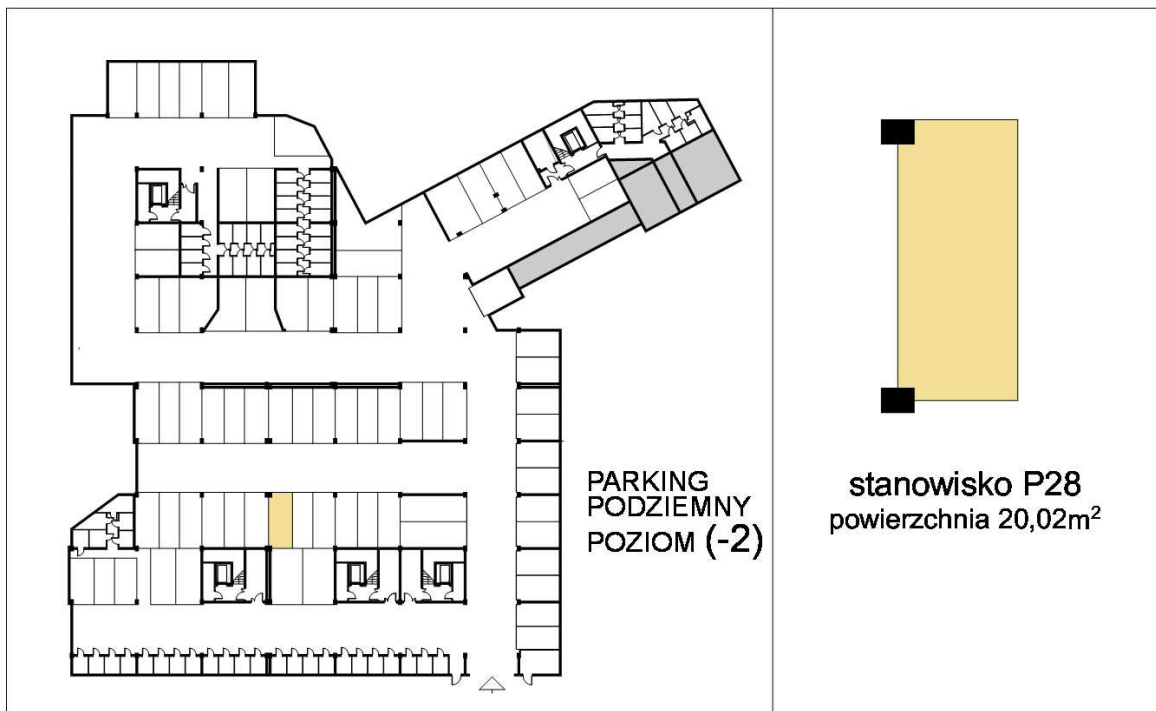 PARKING
PODZIEMNY
POZIOM (-2)
stanowisko P28
powierzchnia 20,02m²